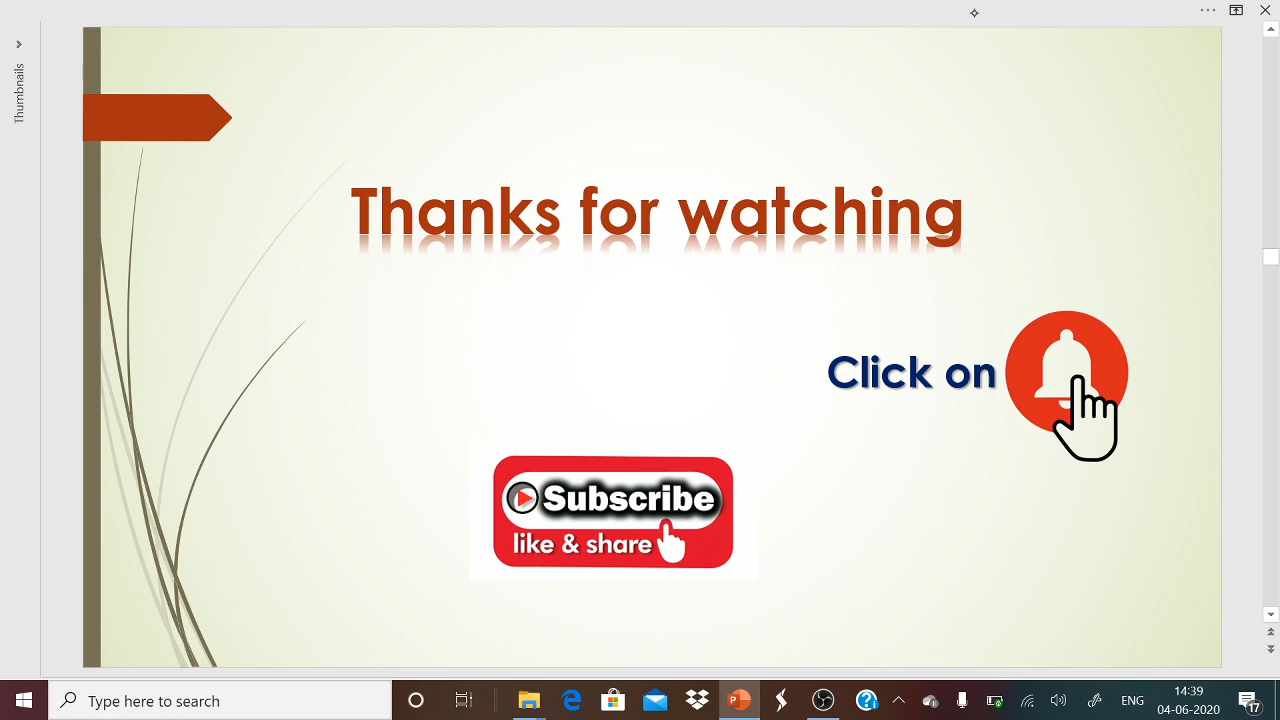 Thumbnails
Thanks for watching
Click on
Subscribe
like & share
Type here to search
ENG
14:39
04-06-2020
17